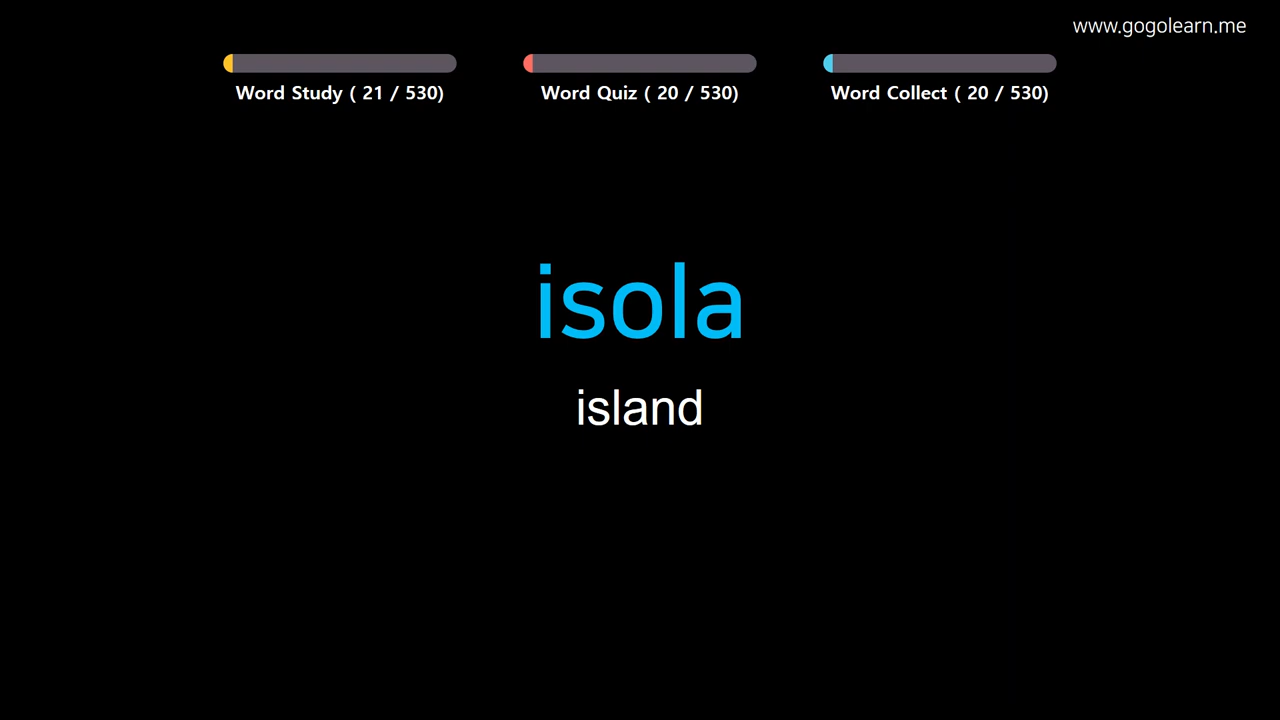 www.gogolearn.me
Word Study ( 21 / 530)
Word Quiz ( 20 / 530)
Word Collect ( 20 / 530)
isola
island